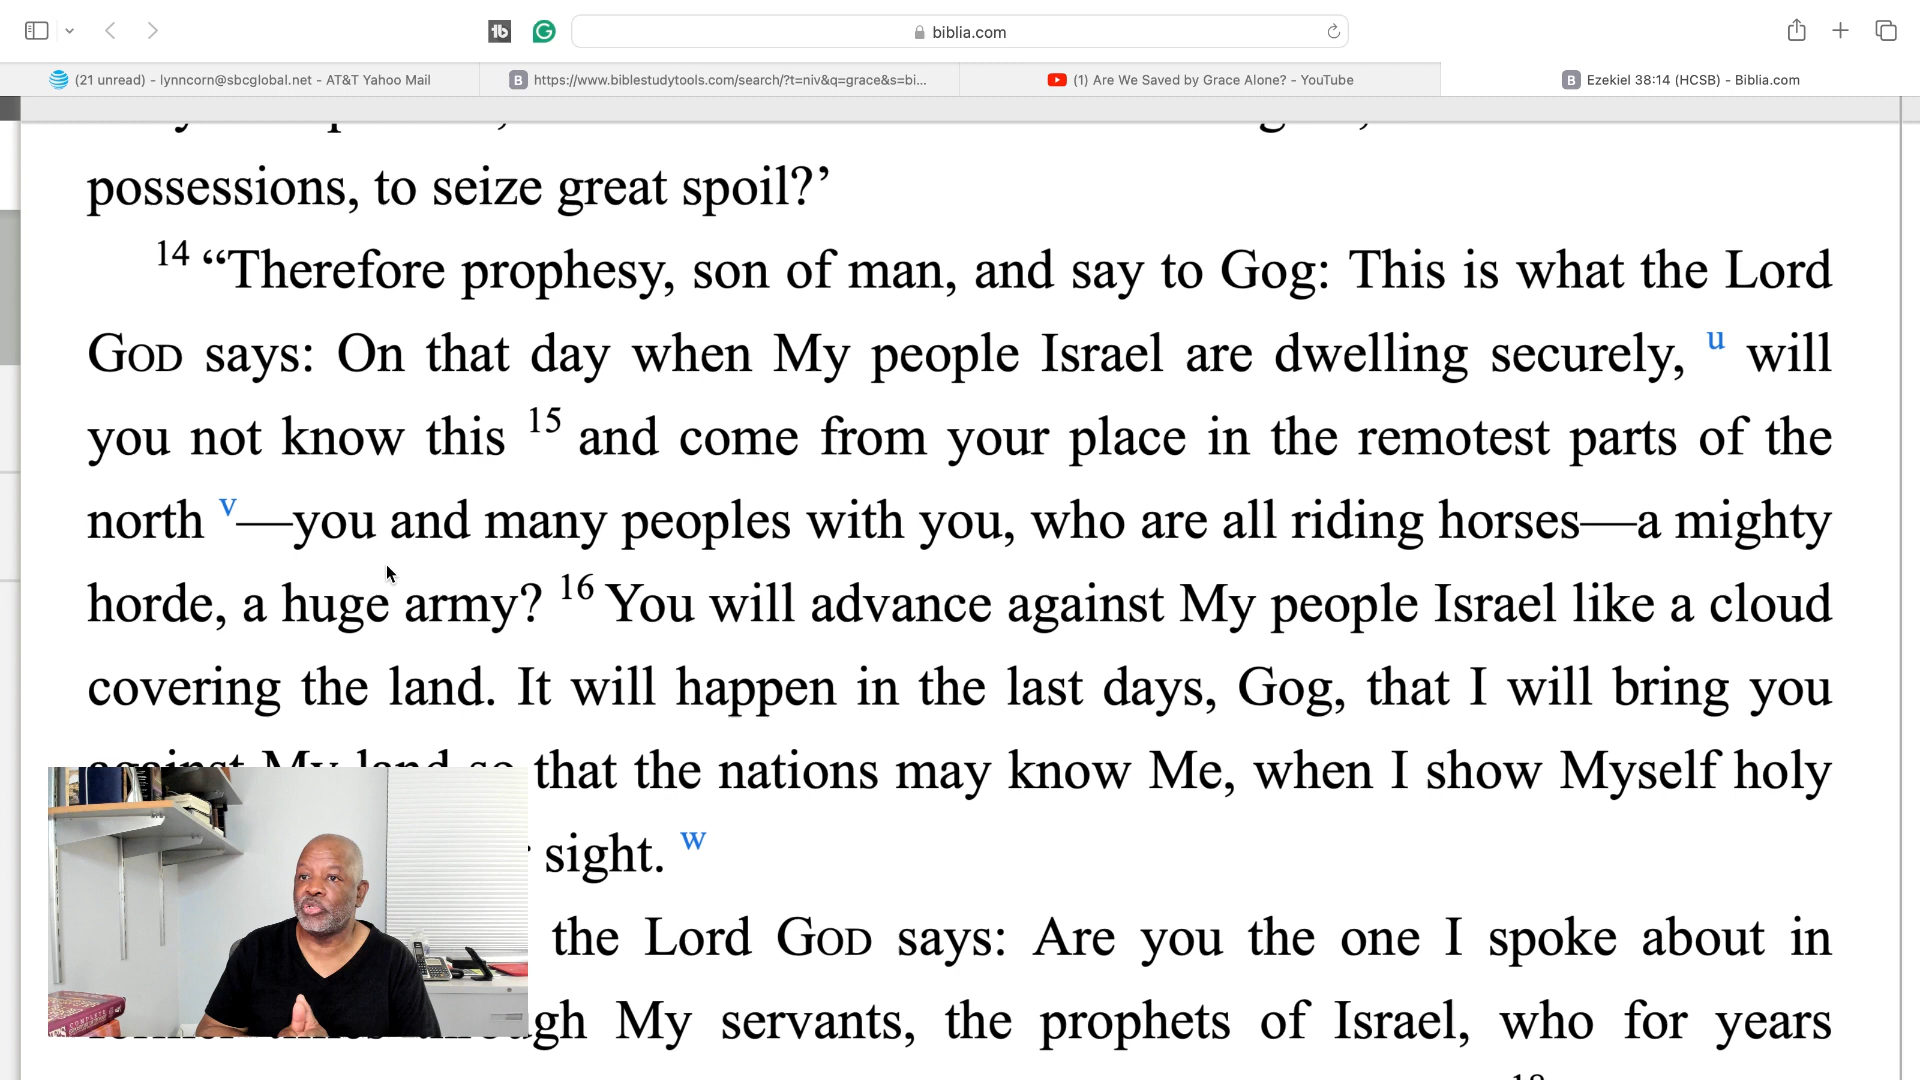 biblia.com
(21 unread) - lynncorn@sbcglobal.net - AT&T Yahoo Mail
https://www.biblestudytools.com/search/?t=niv&q=grace&s=bi...
(1) Are We Saved by Grace Alone? - YouTube
Ezekiel 38:14 (HCSB) - Biblia.com
possessions, to seize great spoil?’
14 “Therefore prophesy, son of man, and say to Gog: This is what the Lord
GOD says: On that day when My people Israel are dwelling securely, u will
you not know this 15 and come from your place in the remotest parts of the
north v—you and many peoples with you, who are all riding horses—a mighty
horde, a huge army? 16 You will advance against My people Israel like a cloud
covering the land. It will happen in the last days, Gog, that I will bring you
against My land so that the nations may know Me, when I show Myself holy
sight. w
the Lord GOD says: Are you the one I spoke about in
My servants, the prophets of Israel, who for years